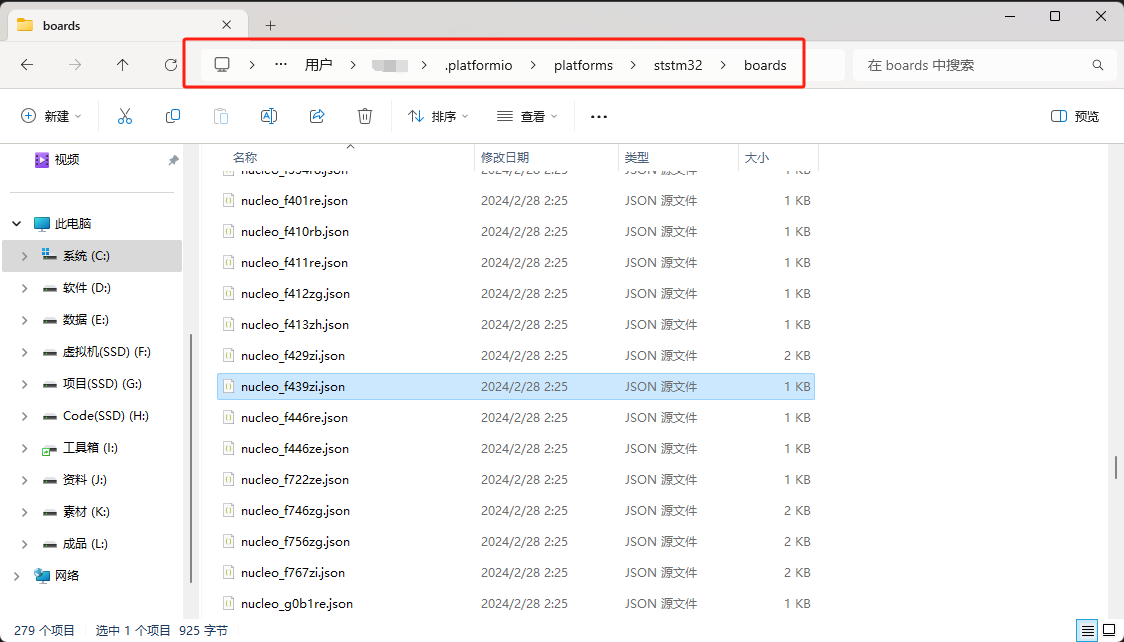 boards
用户 .platformio platforms ststm32 boards
在 boards 中搜索
新建 排序 查看 预览
视频
此电脑
系统 (C:)
软件 (D:)
数据 (E:)
虚拟机(SSD) (F:)
项目(SSD) (G:)
Code(SSD) (H:)
工具箱 (I:)
资料 (J:)
素材 (K:)
成品 (L:)
网络
名称 修改日期 类型 大小
2024/2/28 2:25 JSON 源文件 1 KB
nucleo_f401re.json 2024/2/28 2:25 JSON 源文件 1 KB
nucleo_f410rb.json 2024/2/28 2:25 JSON 源文件 1 KB
nucleo_f411re.json 2024/2/28 2:25 JSON 源文件 1 KB
nucleo_f412zg.json 2024/2/28 2:25 JSON 源文件 1 KB
nucleo_f413zh.json 2024/2/28 2:25 JSON 源文件 1 KB
nucleo_f429zi.json 2024/2/28 2:25 JSON 源文件 2 KB
nucleo_f439zi.json 2024/2/28 2:25 JSON 源文件 1 KB
nucleo_f446re.json 2024/2/28 2:25 JSON 源文件 1 KB
nucleo_f446ze.json 2024/2/28 2:25 JSON 源文件 1 KB
nucleo_f722ze.json 2024/2/28 2:25 JSON 源文件 1 KB
nucleo_f746zg.json 2024/2/28 2:25 JSON 源文件 2 KB
nucleo_f756zg.json 2024/2/28 2:25 JSON 源文件 2 KB
nucleo_f767zi.json 2024/2/28 2:25 JSON 源文件 2 KB
nucleo_g0b1re.json 2024/2/28 2:25 JSON 源文件 1 KB
279 个项目 选中 1 个项目 925 字节